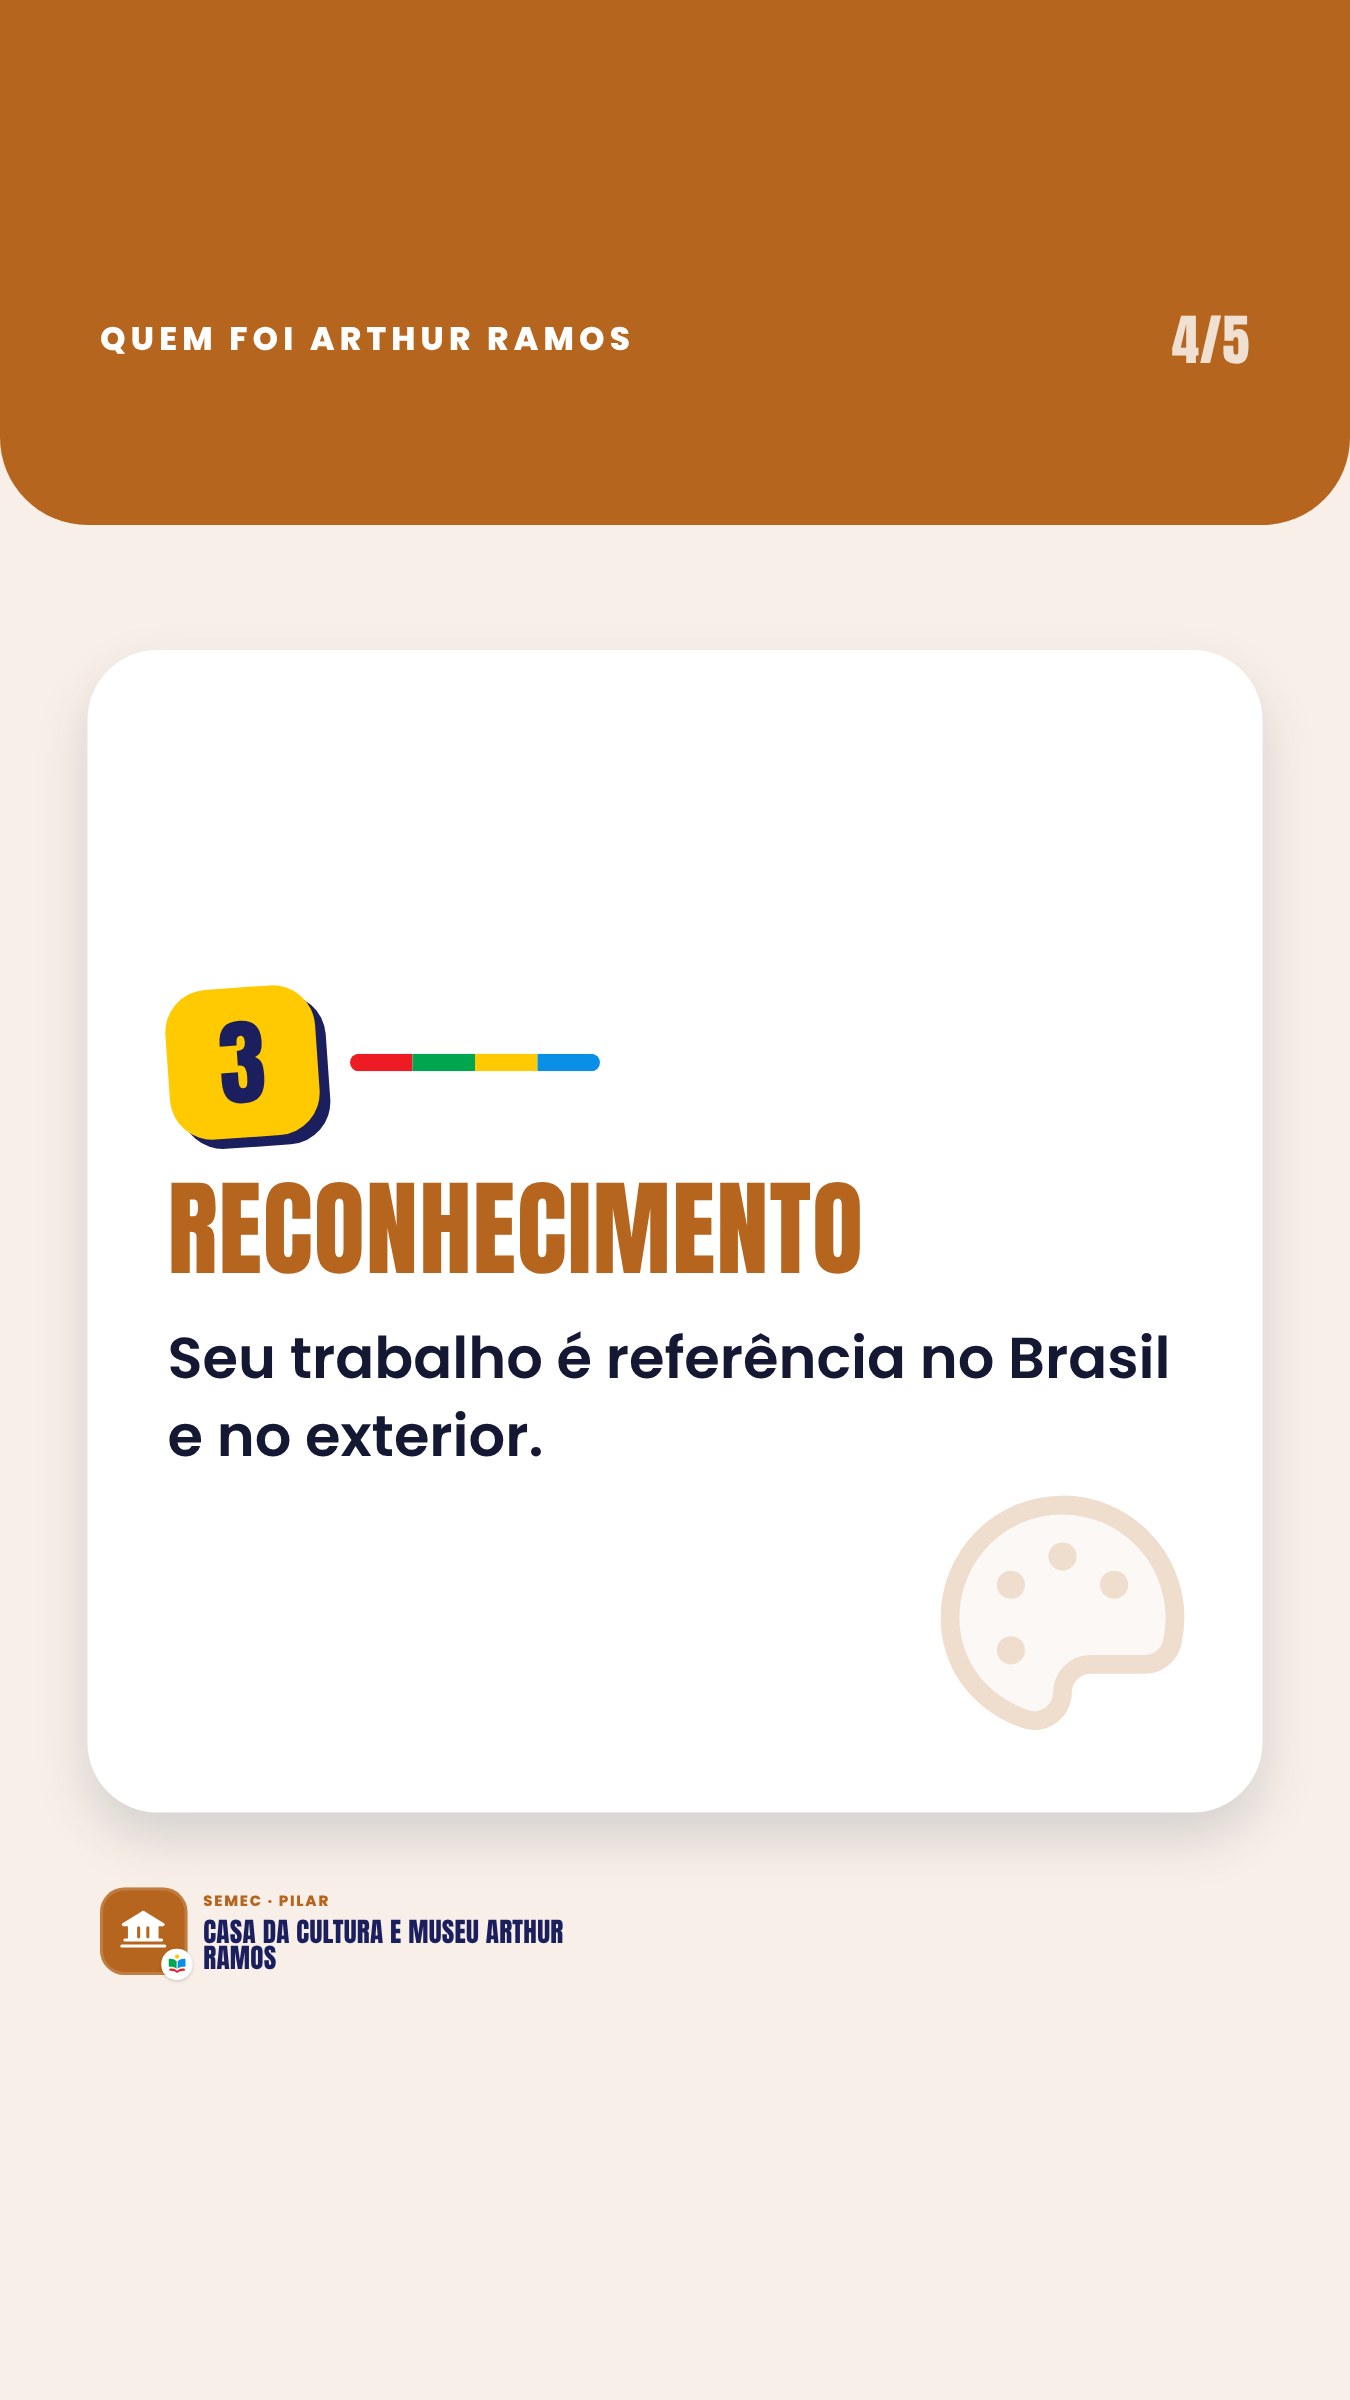 QUEM FOI ARTHUR RAMOS
4/5
3
RECONHECIMENTO
Seu trabalho é referência no Brasil
e no exterior.
SEMEC · PILAR
CASA DA CULTURA E MUSEU ARTHUR
RAMOS